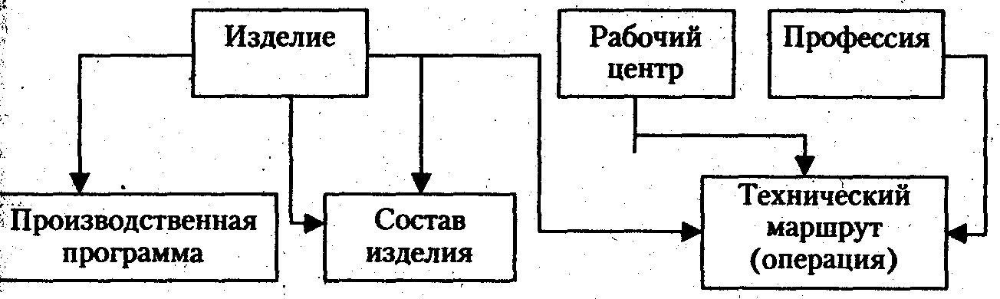 Изделие
Рабочий
центр
Профессия
Производственная
программа
Состав
изделия
Технический
маршрут
(операция)